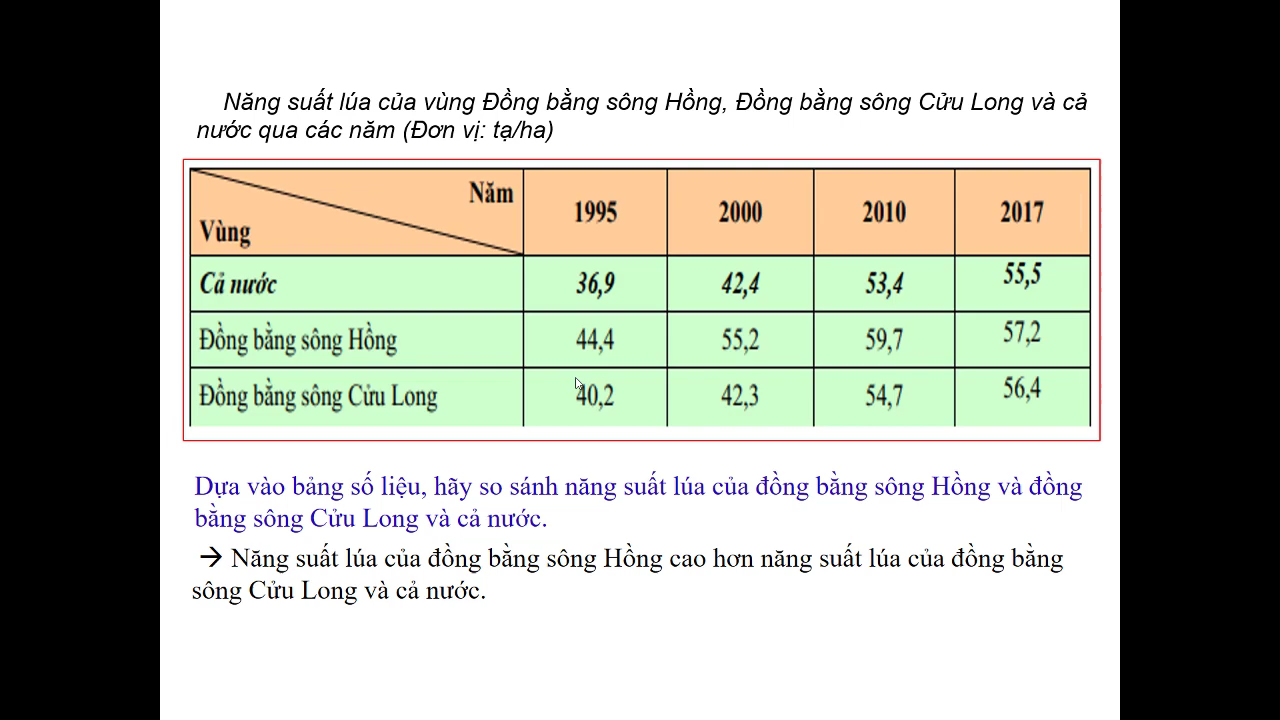 Năng suất lúa của vùng Đồng bằng sông Hồng, Đồng bằng sông Cửu Long và cả
nước qua các năm (Đơn vị: tạ/ha)
Năm
Vùng
1995 2000 2010 2017
Cả nước 36,9 42,4 53,4 55,5
Đồng bằng sông Hồng 44,4 55,2 59,7 57,2
Đồng bằng sông Cửu Long 40,2 42,3 54,7 56,4
Dựa vào bảng số liệu, hãy so sánh năng suất lúa của đồng bằng sông Hồng và đồng
bằng sông Cửu Long và cả nước.
→ Năng suất lúa của đồng bằng sông Hồng cao hơn năng suất lúa của đồng bằng
sông Cửu Long và cả nước.